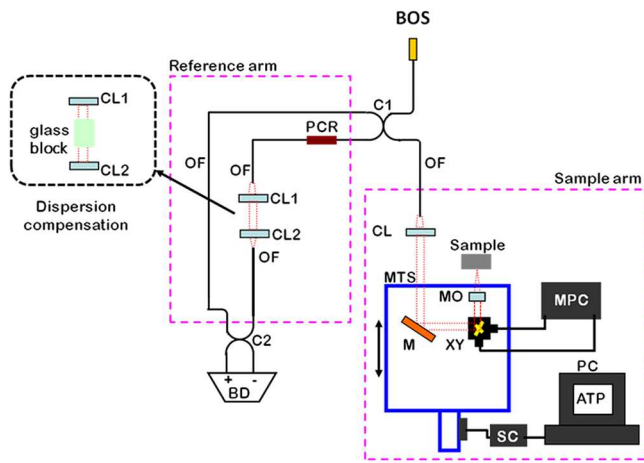 BOS
Reference arm
C1
CL1
glass
block
CL2
Dispersion
compensation
PCR
OF
OF
OF
CL1
CL2
OF
C2
+ -
BD
Sample arm
CL
Sample
MTS
MO
MPC
M
XY
PC
ATP
SC